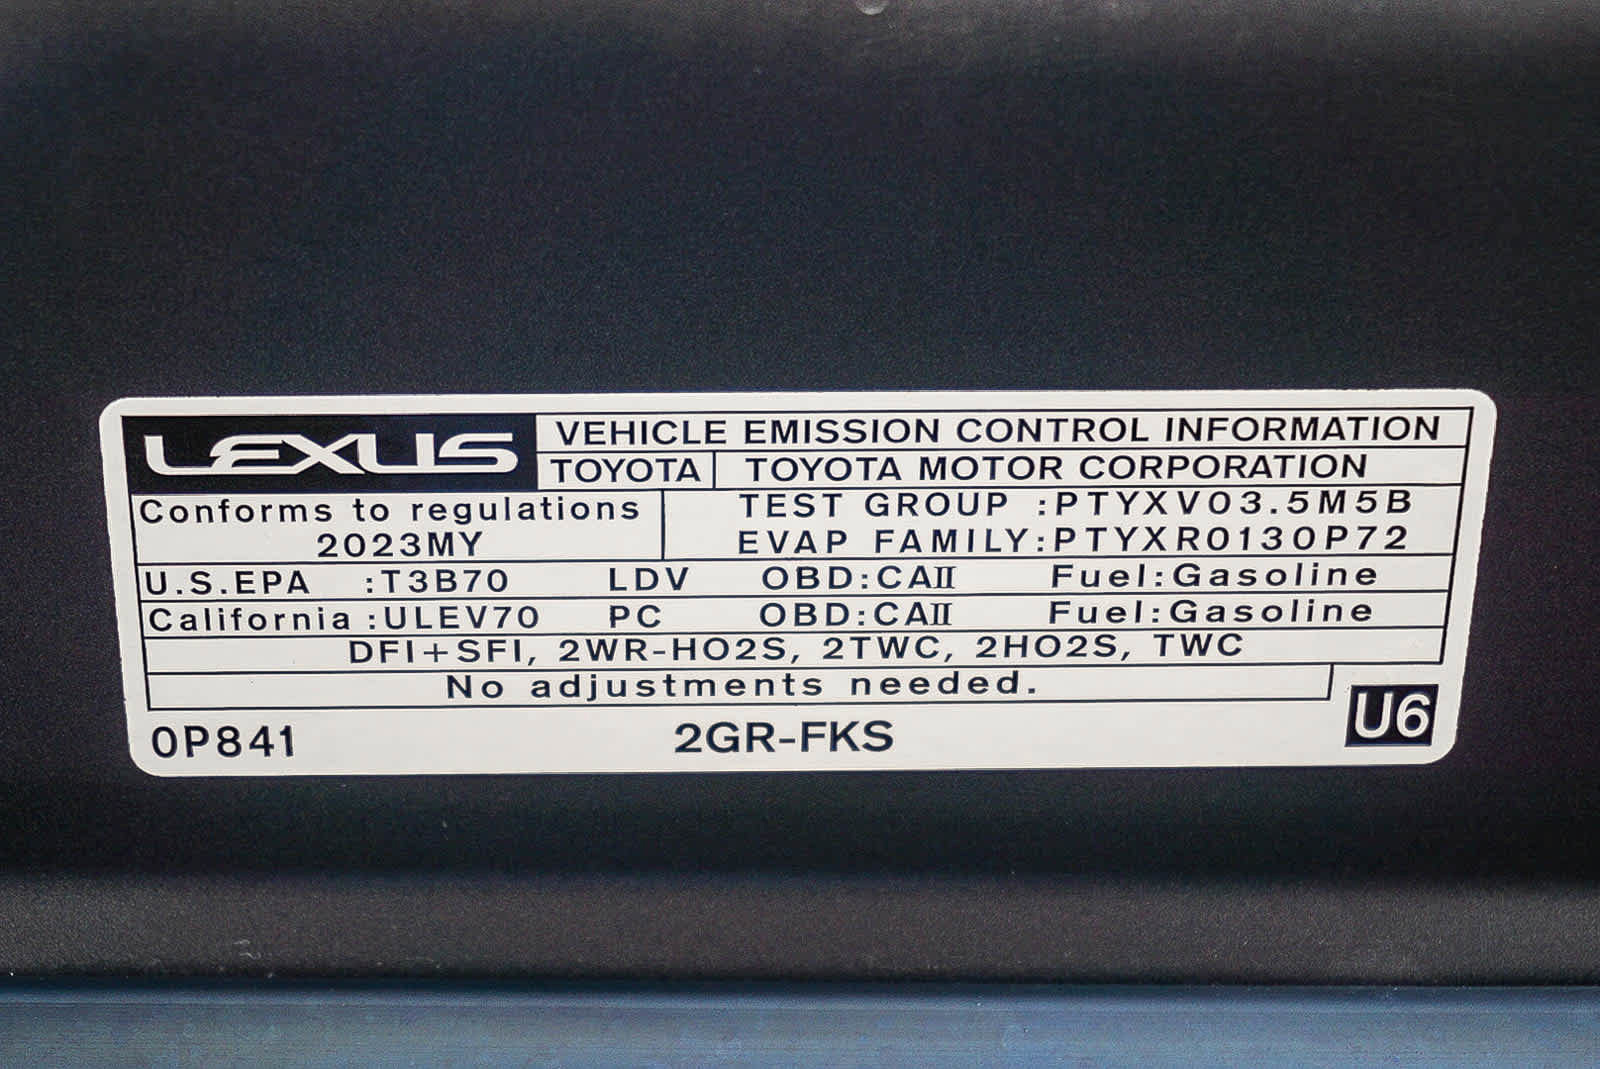 LEXUS VEHICLE EMISSION CONTROL INFORMATION
TOYOTA TOYOTA MOTOR CORPORATION
Conforms to regulations TEST GROUP :PTYXV03.5M5B
2023MY EVAP FAMILY:PTYXR0130P72
U.S.EPA :T3B70 LDV OBD:CAII Fuel:Gasoline
California :ULEV70 PC OBD:CAII Fuel:Gasoline
DFI+SFI, 2WR-HO2S, 2TWC, 2HO2S, TWC
No adjustments needed.
0P841 2GR-FKS U6